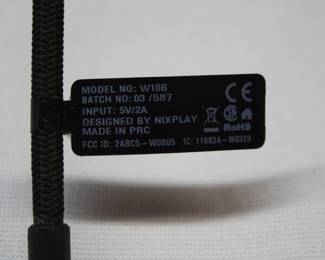 MODEL NO: W10B
BATCH NO: 03 /587
INPUT: 5V/2A
DESIGNED BY NIXPLAY
MADE IN PRC
FCC ID: 2ABC5-W0805 IC: 11693A-W0323
CE
RoHS